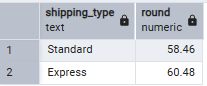 shipping_type text round numeric
1 Standard 58.46
2 Express 60.48